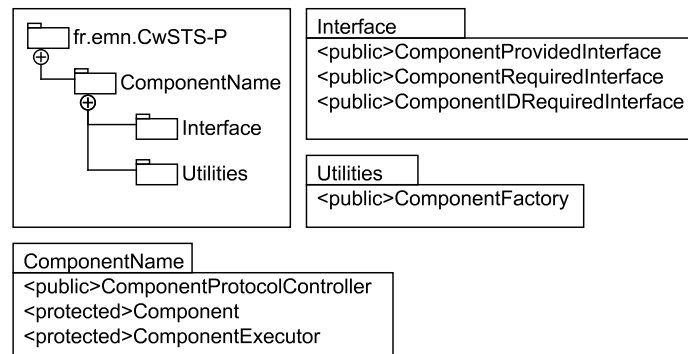 fr.emn.CwSTS-P
ComponentName
Interface
Utilities
Interface
<public>ComponentProvidedInterface
<public>ComponentRequiredInterface
<public>ComponentIDRequiredInterface
Utilities
<public>ComponentFactory
ComponentName
<public>ComponentProtocolController
<protected>Component
<protected>ComponentExecutor